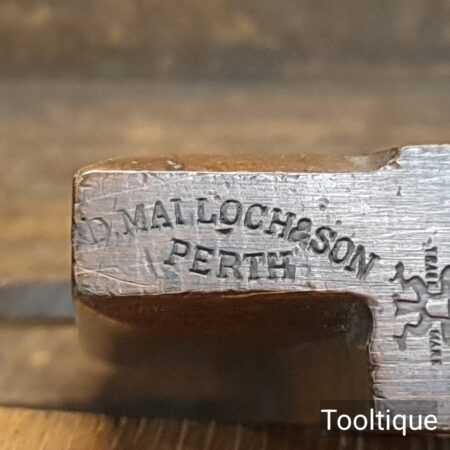 D. MALLOCH & SON
PERTH
Tooltique